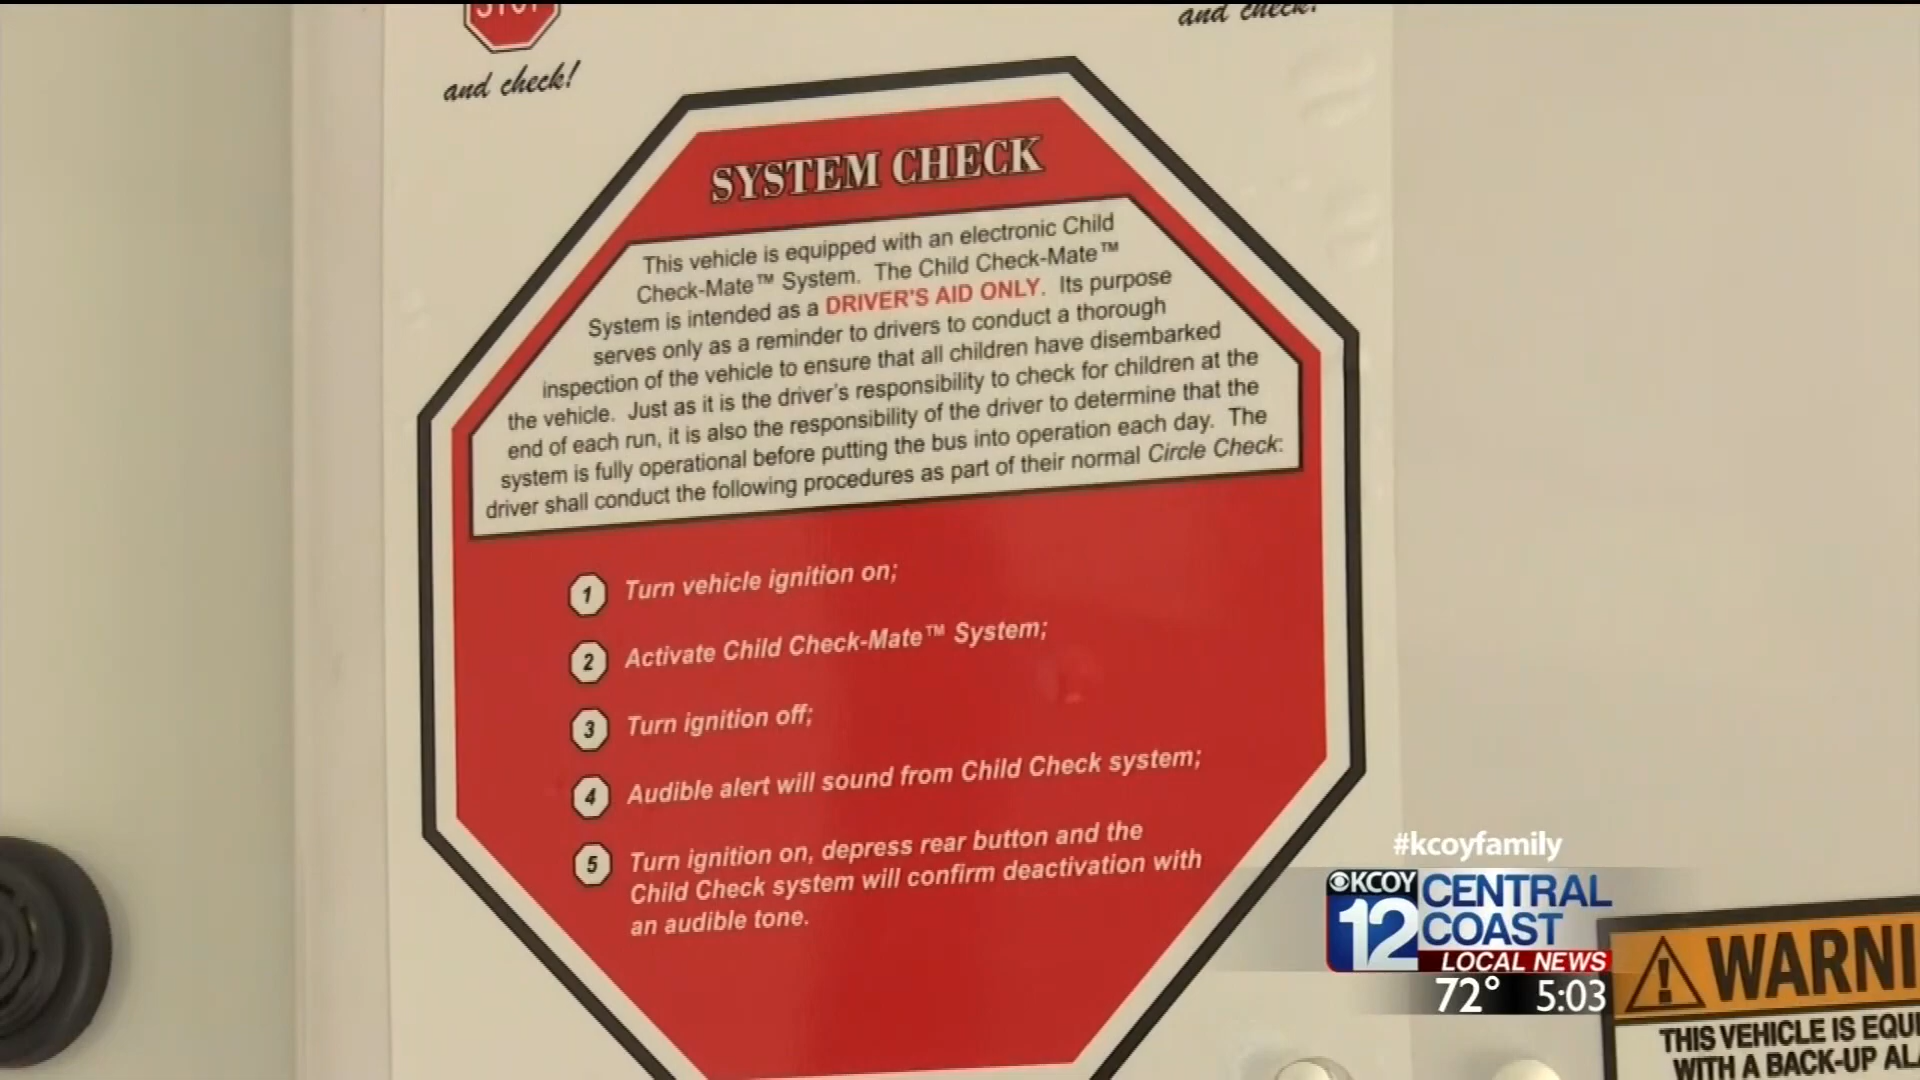 STOP
and check!
and check!
SYSTEM CHECK
This vehicle is equipped with an electronic Child
Check-Mate™ System. The Child Check-Mate™
System is intended as a DRIVER'S AID ONLY. Its purpose
serves only as a reminder to drivers to conduct a thorough
inspection of the vehicle to ensure that all children have disembarked
the vehicle. Just as it is the driver's responsibility to check for children at the
end of each run, it is also the responsibility of the driver to determine that the
system is fully operational before putting the bus into operation each day. The
driver shall conduct the following procedures as part of their normal Circle Check:
1 Turn vehicle ignition on;
2 Activate Child Check-Mate™ System;
3 Turn ignition off;
4 Audible alert will sound from Child Check system;
5 Turn ignition on, depress rear button and the
Child Check system will confirm deactivation with
an audible tone.
#kcoyfamily
KCOY
12
CENTRAL
COAST
LOCAL NEWS
72° 5:03
WARNI
THIS VEHICLE IS EQU
WITH A BACK-UP AL